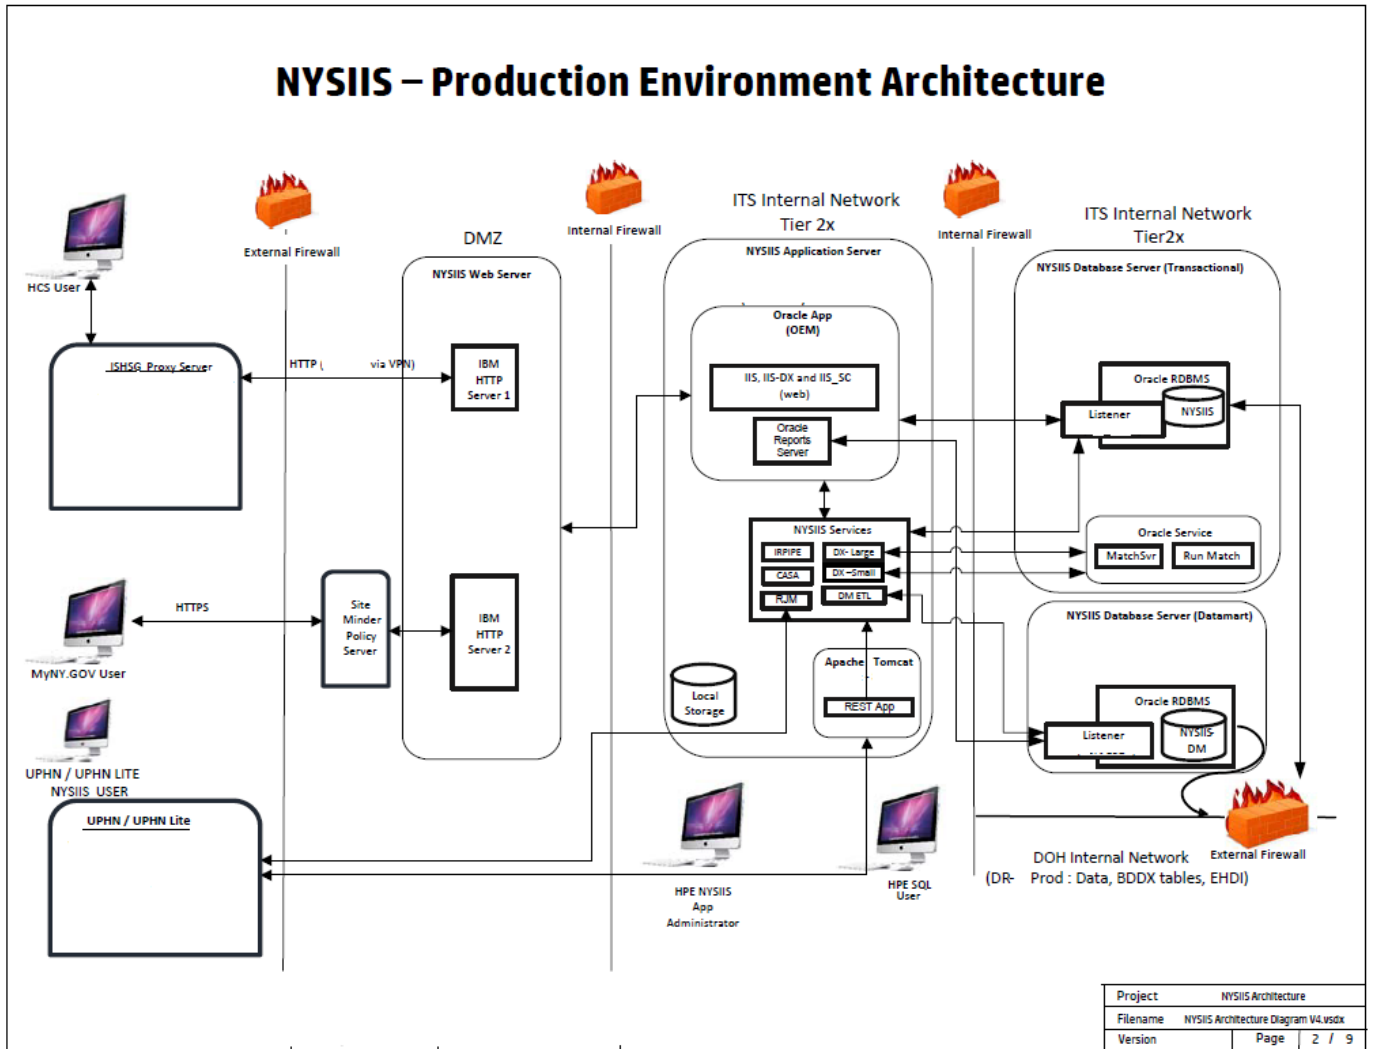 NYSIIS – Production Environment Architecture
ITS Internal Network
Tier 2x
ITS Internal Network
Tier2x
External Firewall
DMZ
Internal Firewall
Internal Firewall
HCS User
NYSIIS Web Server
NYSIIS Application Server
NYSIIS Database Server (Transactional)
Oracle App
(OEM)
ISHSG Proxy Server
HTTP (
via VPN)
IBM
HTTP
Server 1
IIS, IIS-DX and IIS_SC
(web)
Oracle
Reports
Server
Oracle RDBMS
Listener
NYSIIS
NYSIIS Services
IRPIPE
DX- Large
CASA
DX –Small
RJM
DM ETL
Oracle Service
MatchSvr
Run Match
HTTPS
MyNY.GOV User
Site
Minder
Policy
Server
IBM
HTTP
Server 2
NYSIIS Database Server (Datamart)
Apache Tomcat
REST App
Local
Storage
Oracle RDBMS
Listener
NYSIIS-
DM
UPHN / UPHN LITE
NYSIIS USER
UPHN / UPHN Lite
HPE NYSIIS
App
Administrator
HPE SQL
User
External Firewall
DOH Internal Network
(DR- Prod : Data, BDDX tables, EHDI)
Project NYSIIS Architecture
Filename NYSIIS Architecture Diagram V4.vsdx
Version Page 2 / 9